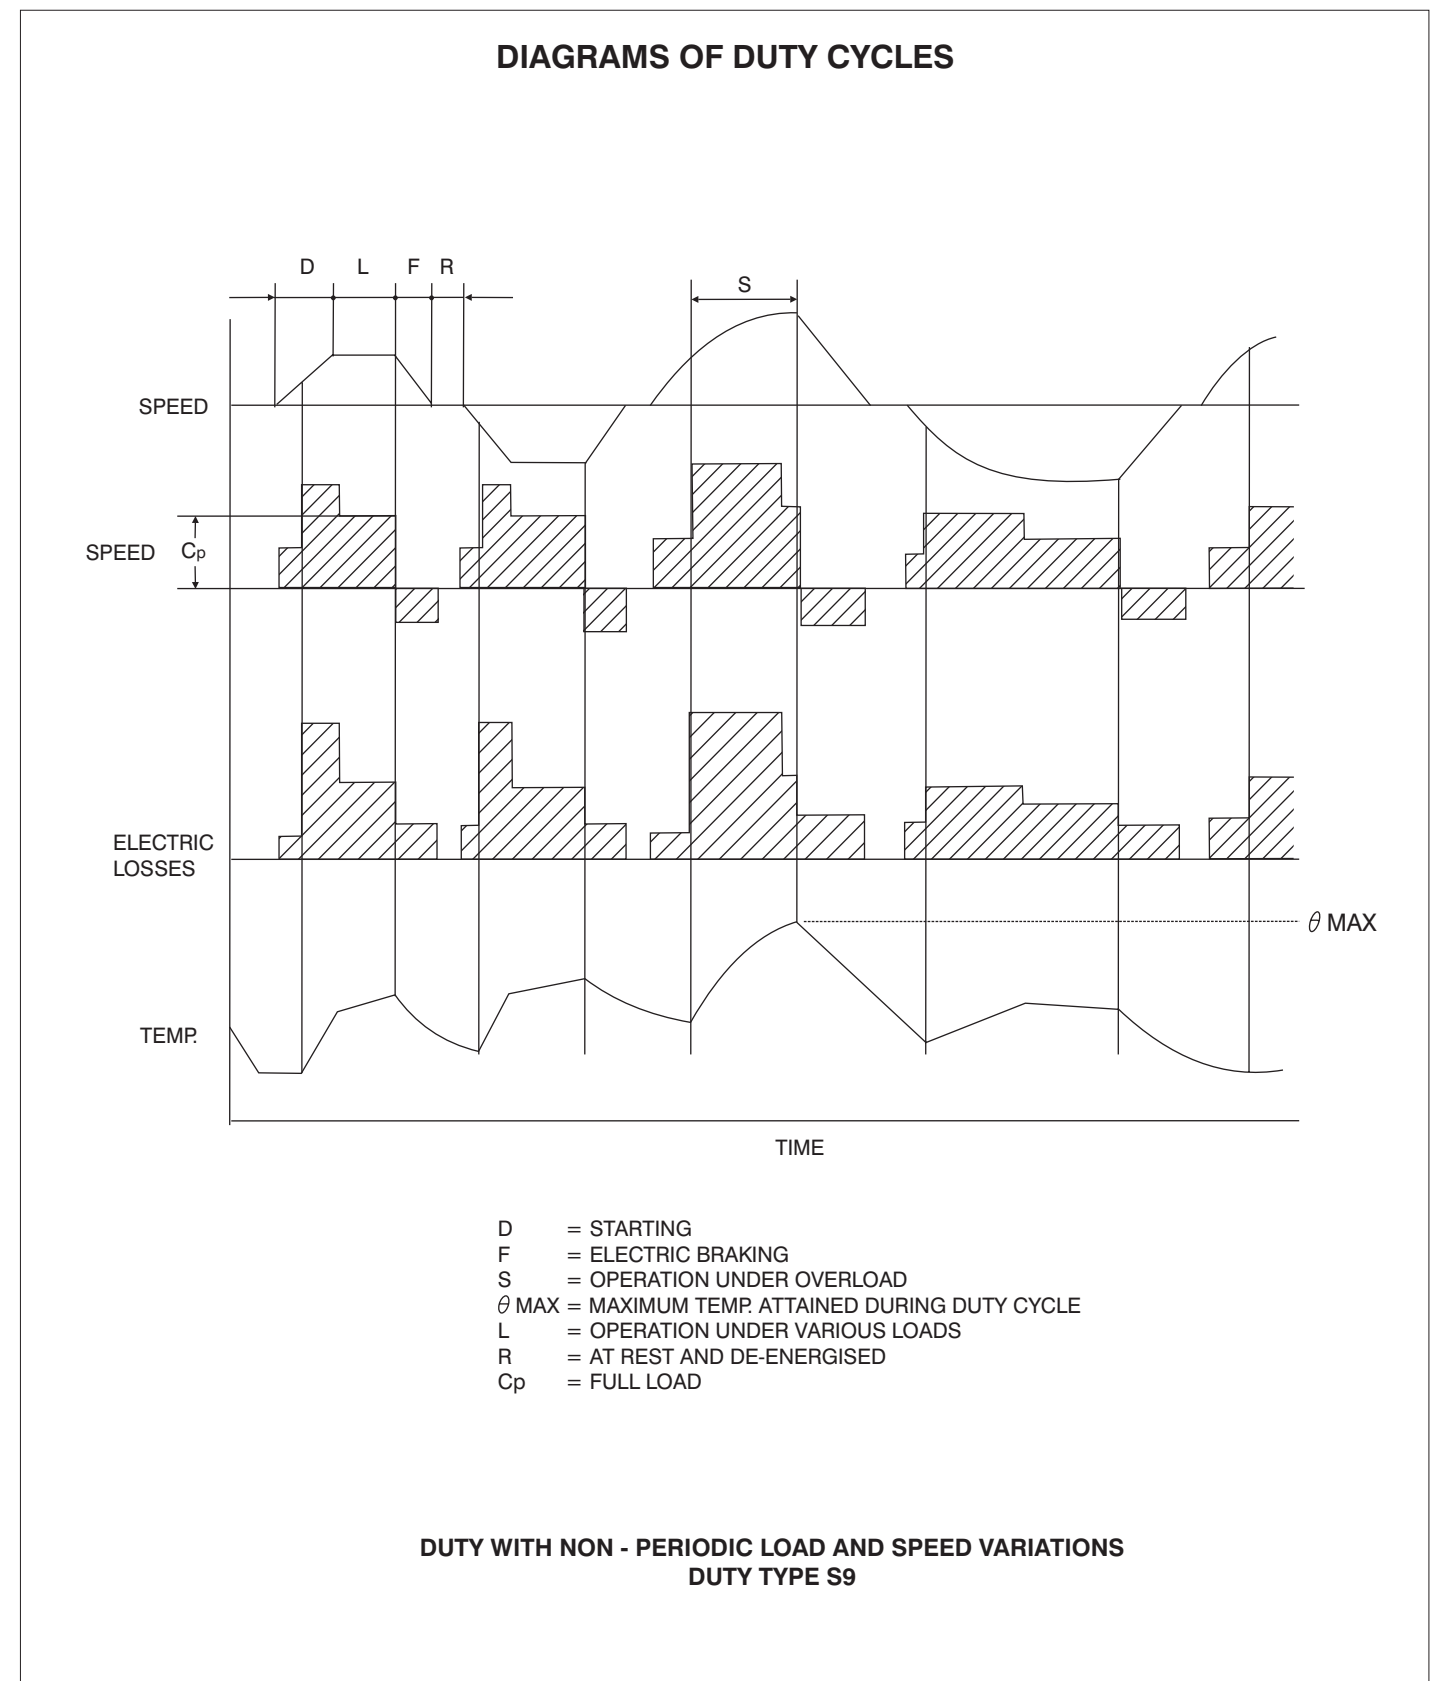 DIAGRAMS OF DUTY CYCLES
D L F R
S
SPEED
SPEED Cp
ELECTRIC
LOSSES
θ MAX
TEMP.
TIME
D = STARTING
F = ELECTRIC BRAKING
S = OPERATION UNDER OVERLOAD
θ MAX = MAXIMUM TEMP. ATTAINED DURING DUTY CYCLE
L = OPERATION UNDER VARIOUS LOADS
R = AT REST AND DE-ENERGISED
Cp = FULL LOAD
DUTY WITH NON - PERIODIC LOAD AND SPEED VARIATIONS
DUTY TYPE S9